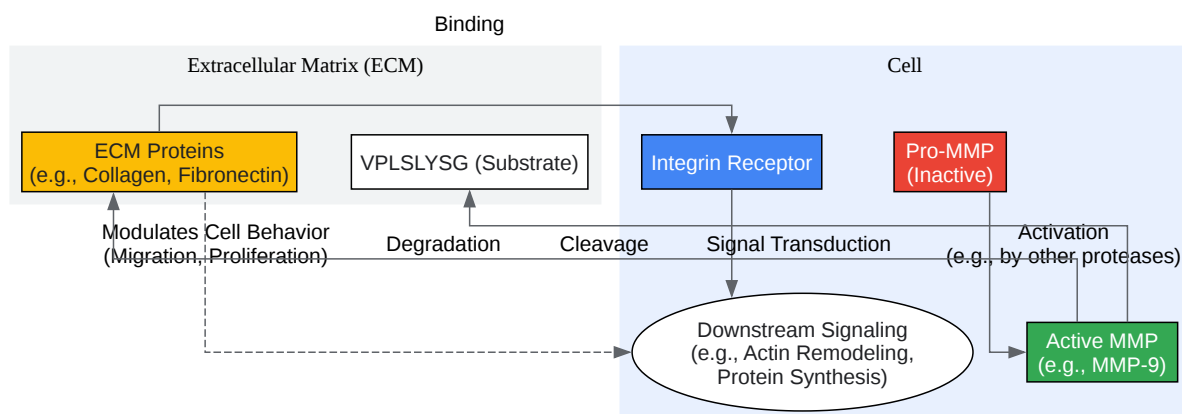 Binding
Extracellular Matrix (ECM)
Cell
ECM Proteins
(e.g., Collagen, Fibronectin)
VPLSLYSG (Substrate)
Integrin Receptor
Pro-MMP
(Inactive)
Modulates Cell Behavior
(Migration, Proliferation)
Degradation
Cleavage
Signal Transduction
Activation
(e.g., by other proteases)
Downstream Signaling
(e.g., Actin Remodeling,
Protein Synthesis)
Active MMP
(e.g., MMP-9)